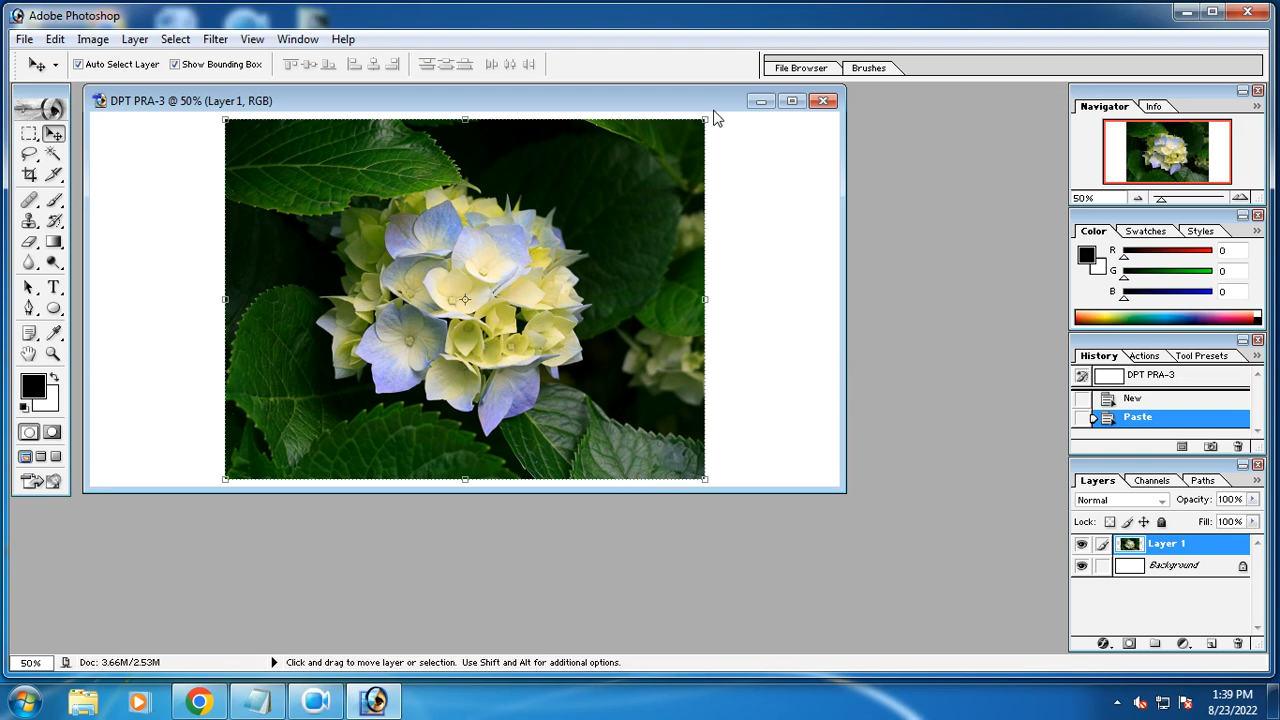 Adobe Photoshop
File Edit Image Layer Select Filter View Window Help
Auto Select Layer Show Bounding Box File Browser Brushes
DPT PRA-3 @ 50% (Layer 1, RGB)
Navigator Info
50%
Color Swatches Styles
R 0
G 0
B 0
History Actions Tool Presets
DPT PRA-3
New
Paste
Layers Channels Paths
Normal Opacity: 100%
Lock: Fill: 100%
Layer 1
Background
50% Doc: 3.66M/2.53M Click and drag to move layer or selection. Use Shift and Alt for additional options.
1:39 PM
8/23/2022